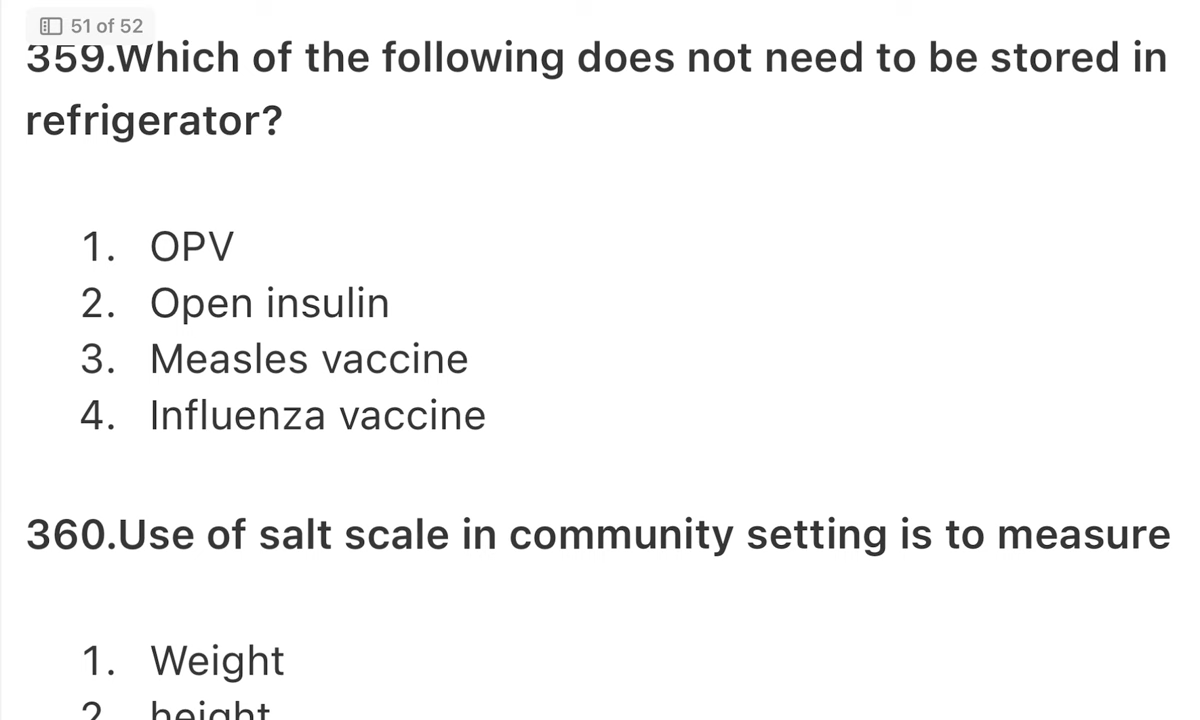 51 of 52
359.Which of the following does not need to be stored in
refrigerator?
1. OPV
2. Open insulin
3. Measles vaccine
4. Influenza vaccine
360.Use of salt scale in community setting is to measure
1. Weight
2. height